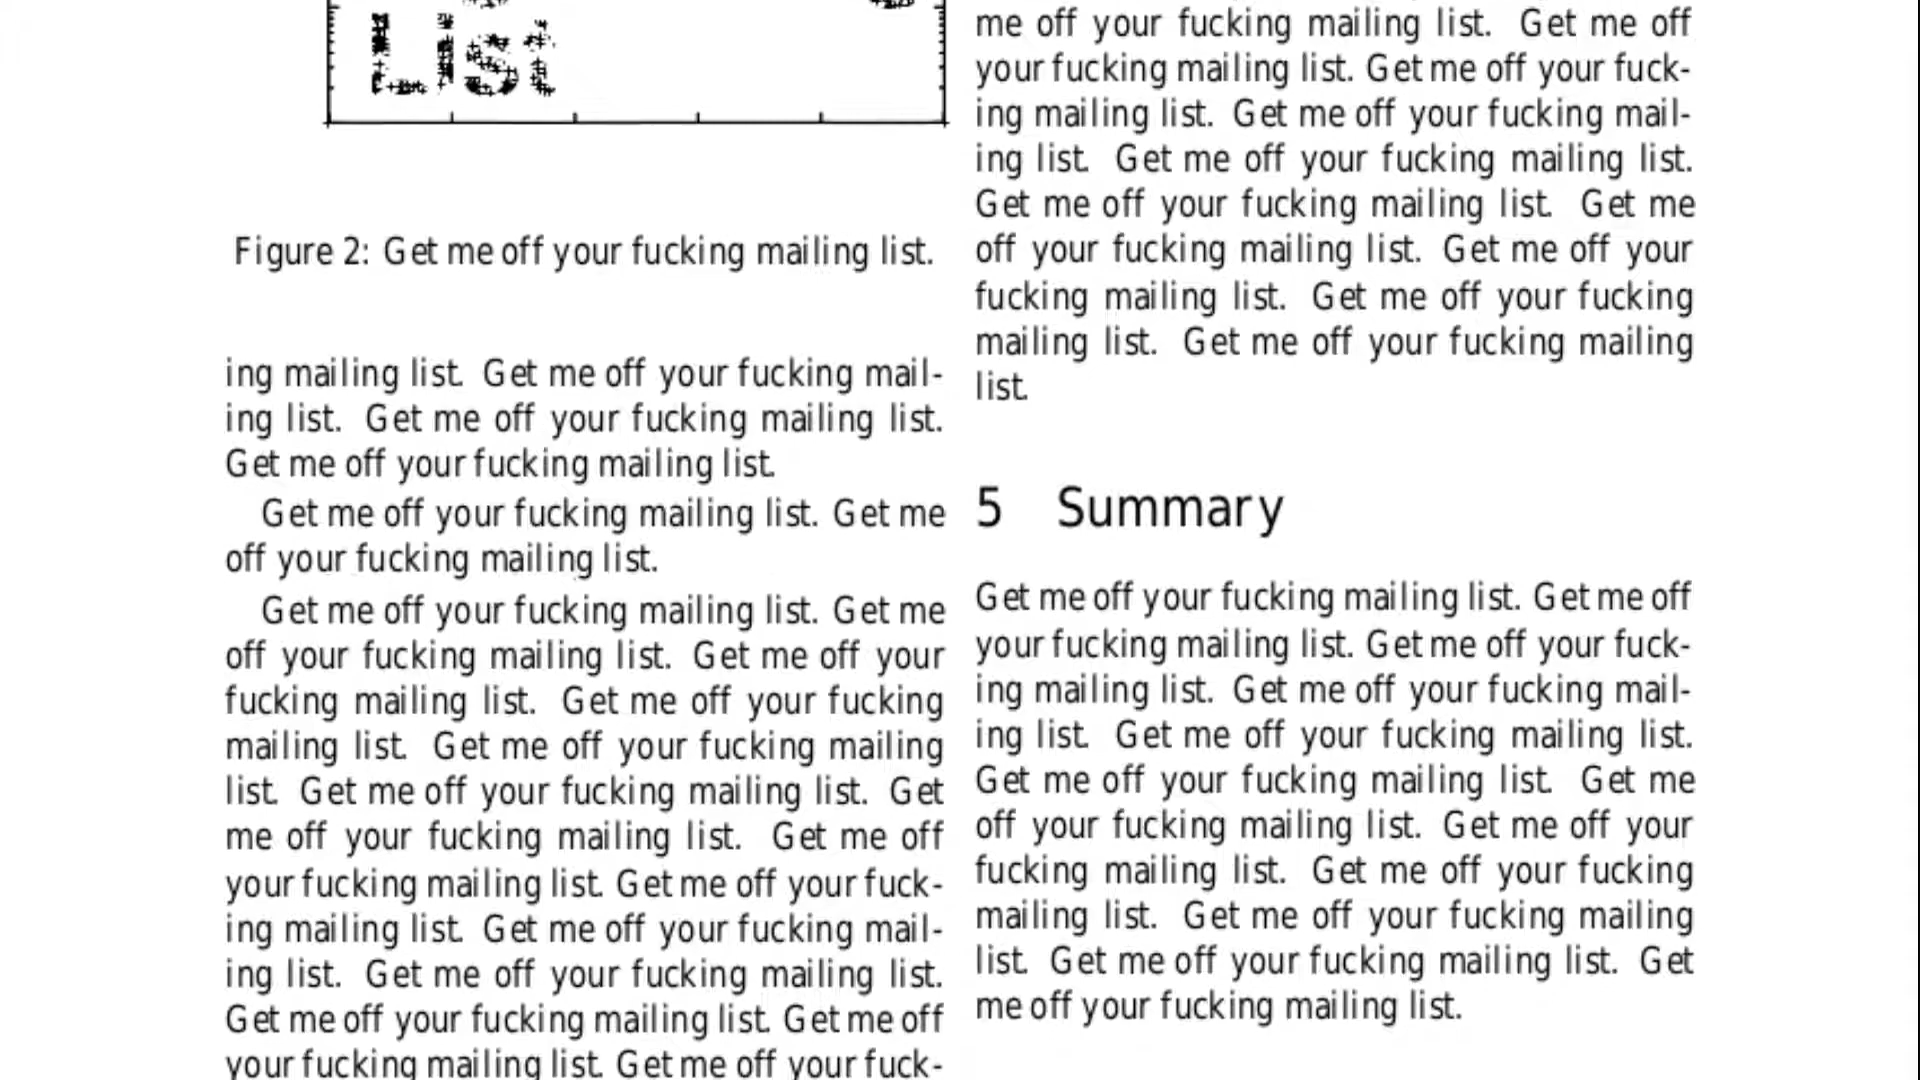 List
Figure 2: Get me off your fucking mailing list.
ing mailing list. Get me off your fucking mail-
ing list. Get me off your fucking mailing list.
Get me off your fucking mailing list.
Get me off your fucking mailing list. Get me
off your fucking mailing list.
Get me off your fucking mailing list. Get me
off your fucking mailing list. Get me off your
fucking mailing list. Get me off your fucking
mailing list. Get me off your fucking mailing
list. Get me off your fucking mailing list. Get
me off your fucking mailing list. Get me off
your fucking mailing list. Get me off your fuck-
ing mailing list. Get me off your fucking mail-
ing list. Get me off your fucking mailing list.
Get me off your fucking mailing list. Get me off
your fucking mailing list. Get me off your fuck-
me off your fucking mailing list. Get me off
your fucking mailing list. Get me off your fuck-
ing mailing list. Get me off your fucking mail-
ing list. Get me off your fucking mailing list.
Get me off your fucking mailing list. Get me
off your fucking mailing list. Get me off your
fucking mailing list. Get me off your fucking
mailing list. Get me off your fucking mailing
list.
5 Summary
Get me off your fucking mailing list. Get me off
your fucking mailing list. Get me off your fuck-
ing mailing list. Get me off your fucking mail-
ing list. Get me off your fucking mailing list.
Get me off your fucking mailing list. Get me
off your fucking mailing list. Get me off your
fucking mailing list. Get me off your fucking
mailing list. Get me off your fucking mailing
list. Get me off your fucking mailing list. Get
me off your fucking mailing list.